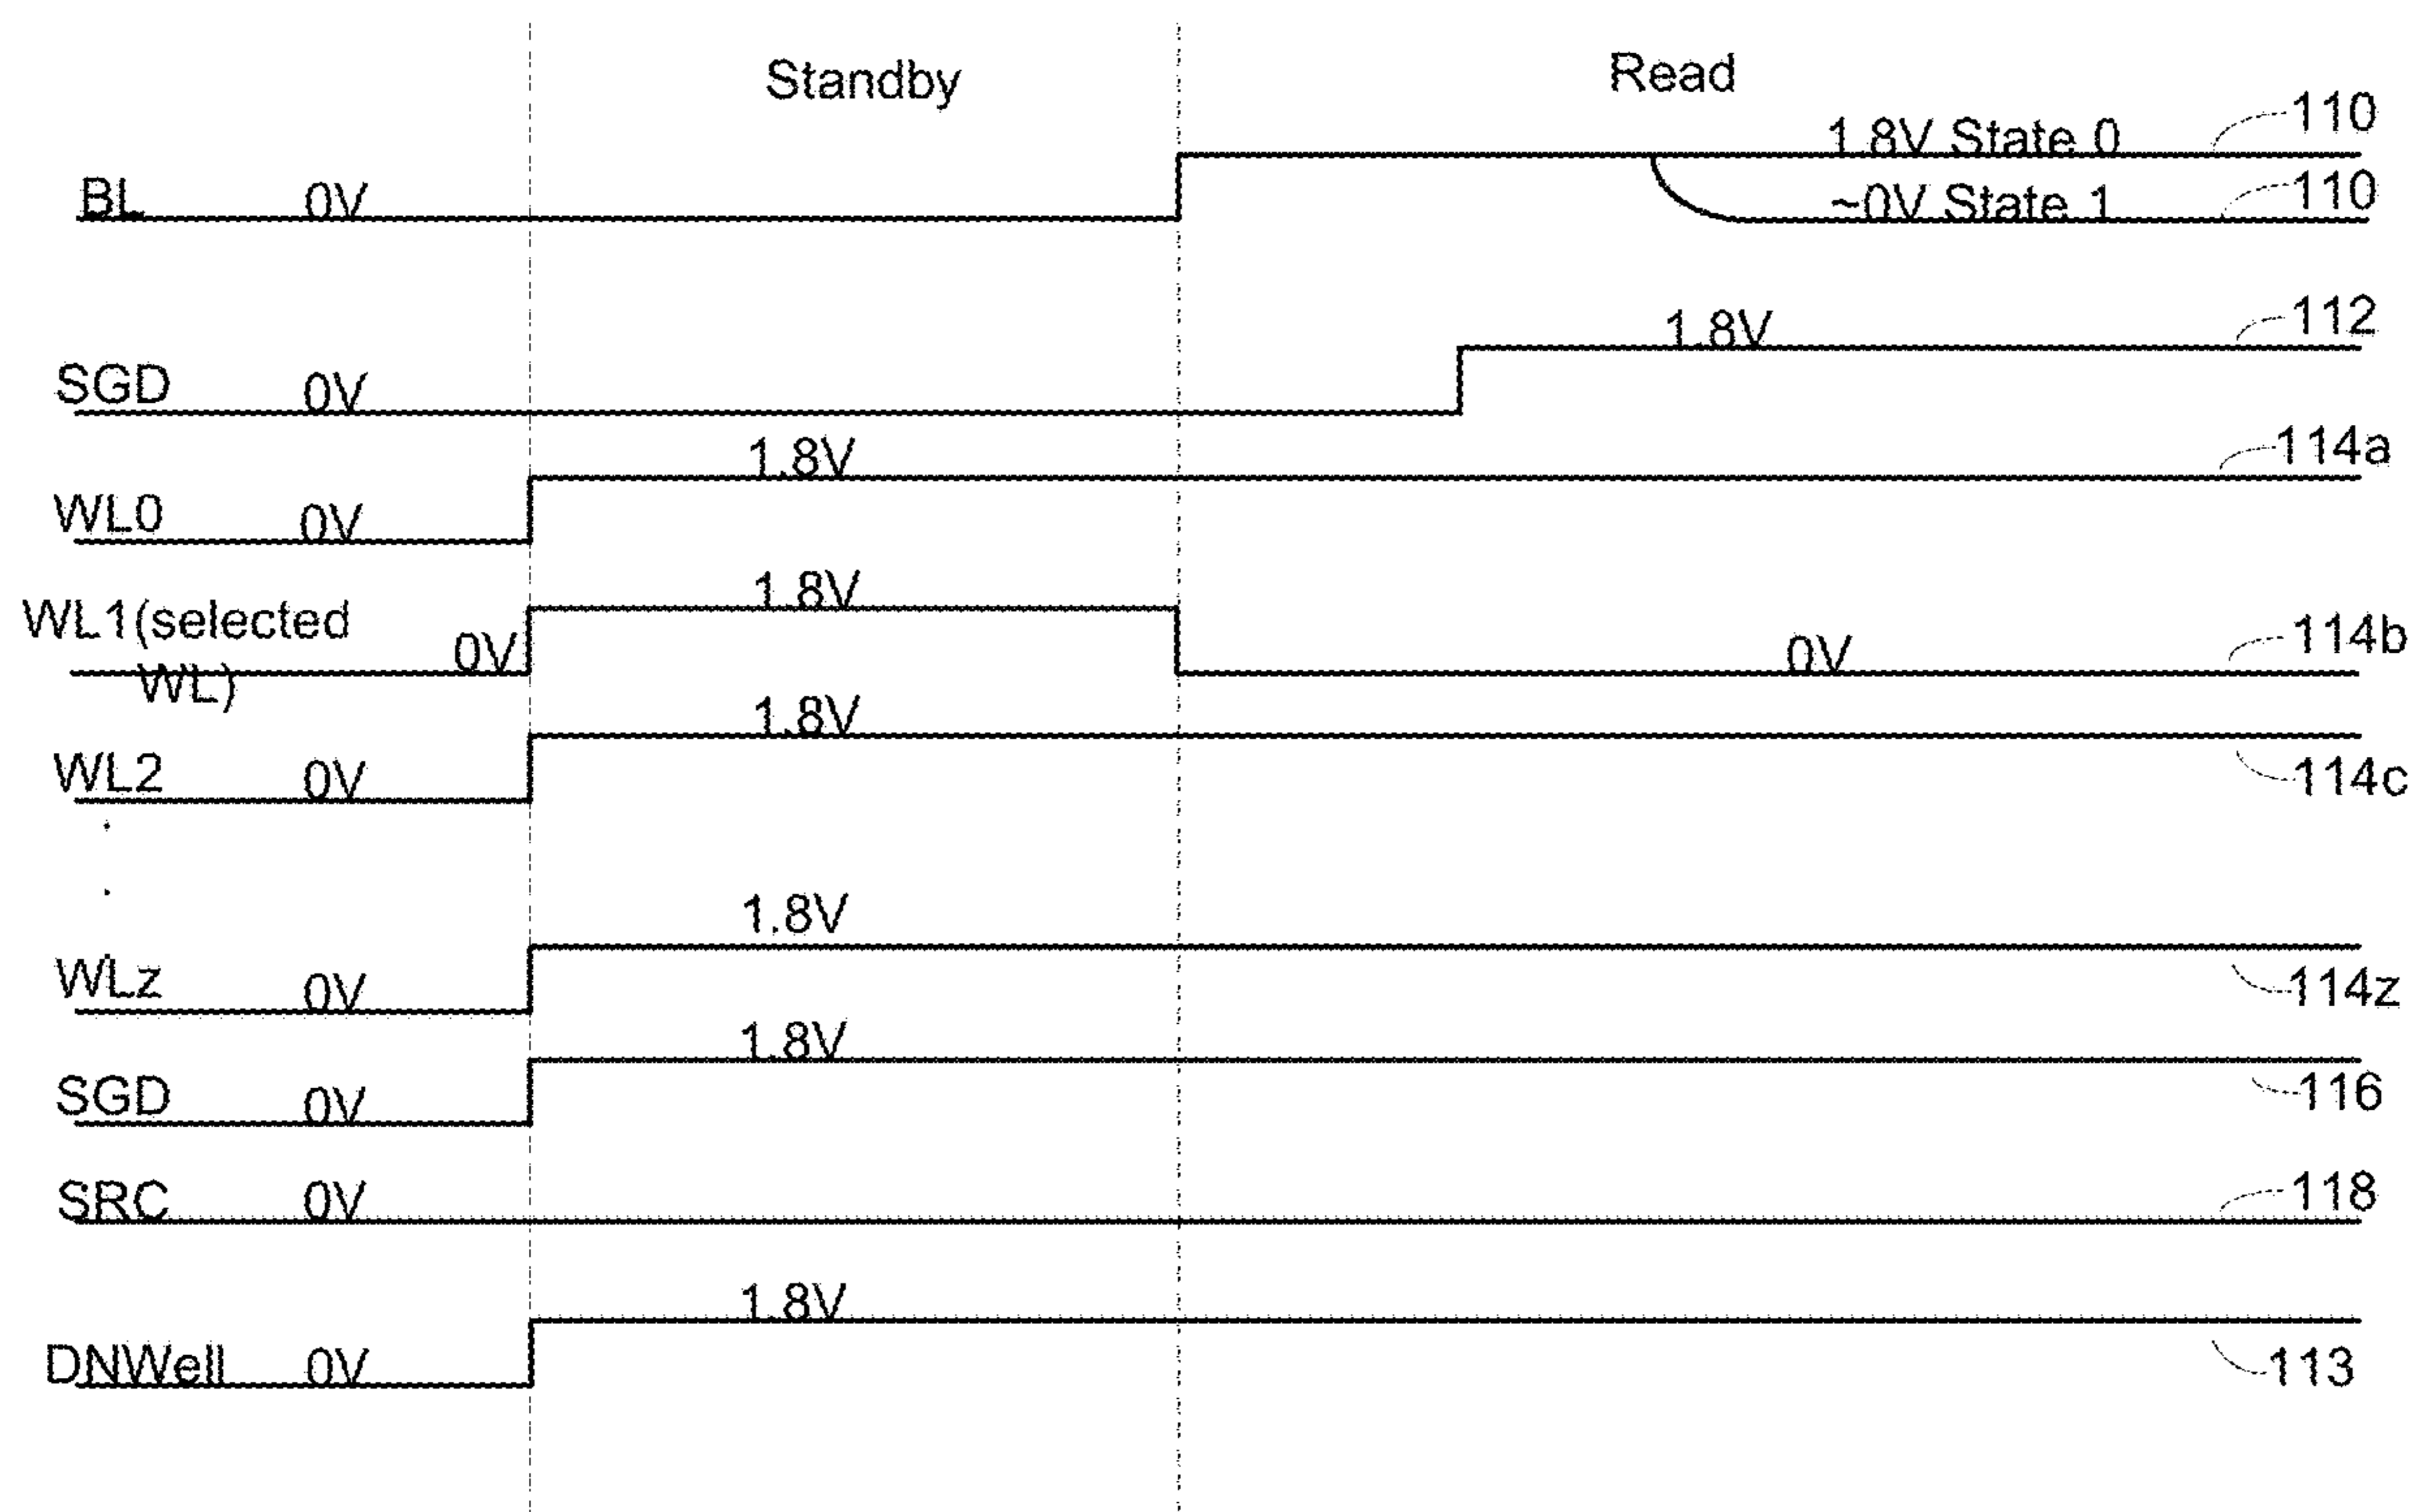 Standby
Read
1.8V State 0
110
BL
0V
~0V State 1
110
1.8V
112
SGD
0V
1.8V
114a
WL0
0V
1.8V
WL1(selected
WL)
0V
0V
114b
1.8V
WL2
0V
114c
1.8V
WLz
0V
114z
1.8V
SGD
0V
116
SRC
0V
118
1.8V
DNWell
0V
113